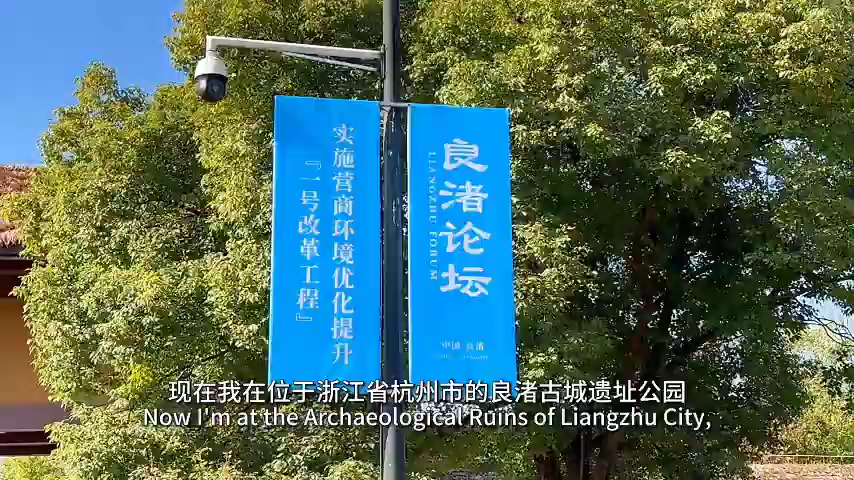 实施营商环境优化提升
『一号改革工程』
良渚论坛
LIANGZHU FORUM
中国 良渚
现在我在位于浙江省杭州市的良渚古城遗址公园
Now I'm at the Archaeological Ruins of Liangzhu City,